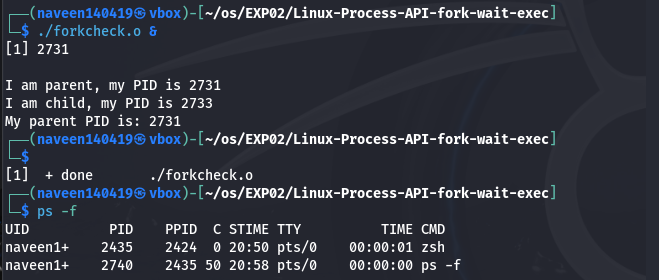 ┌──(naveen140419㉿vbox)-[~/os/EXP02/Linux-Process-API-fork-wait-exec]
└─$ ./forkcheck.o &
[1] 2731
I am parent, my PID is 2731
I am child, my PID is 2733
My parent PID is: 2731
┌──(naveen140419㉿vbox)-[~/os/EXP02/Linux-Process-API-fork-wait-exec]
└─$
[1]  + done       ./forkcheck.o
┌──(naveen140419㉿vbox)-[~/os/EXP02/Linux-Process-API-fork-wait-exec]
└─$ ps -f
UID          PID    PPID  C STIME TTY          TIME CMD
naveen1+    2435    2424  0 20:50 pts/0    00:00:01 zsh
naveen1+    2740    2435 50 20:58 pts/0    00:00:00 ps -f